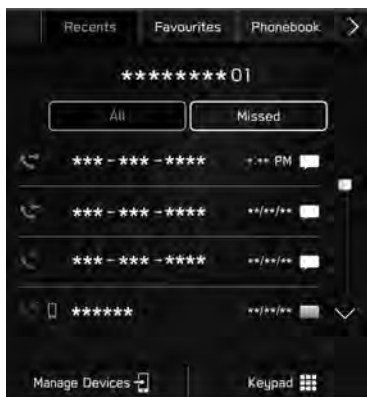 Recents Favourites Phonebook
********01
All Missed
***-***-**** *:** PM
***-***-**** **/**/**
***-***-**** **/**/**
****** **/**/**
Manage Devices Keypad